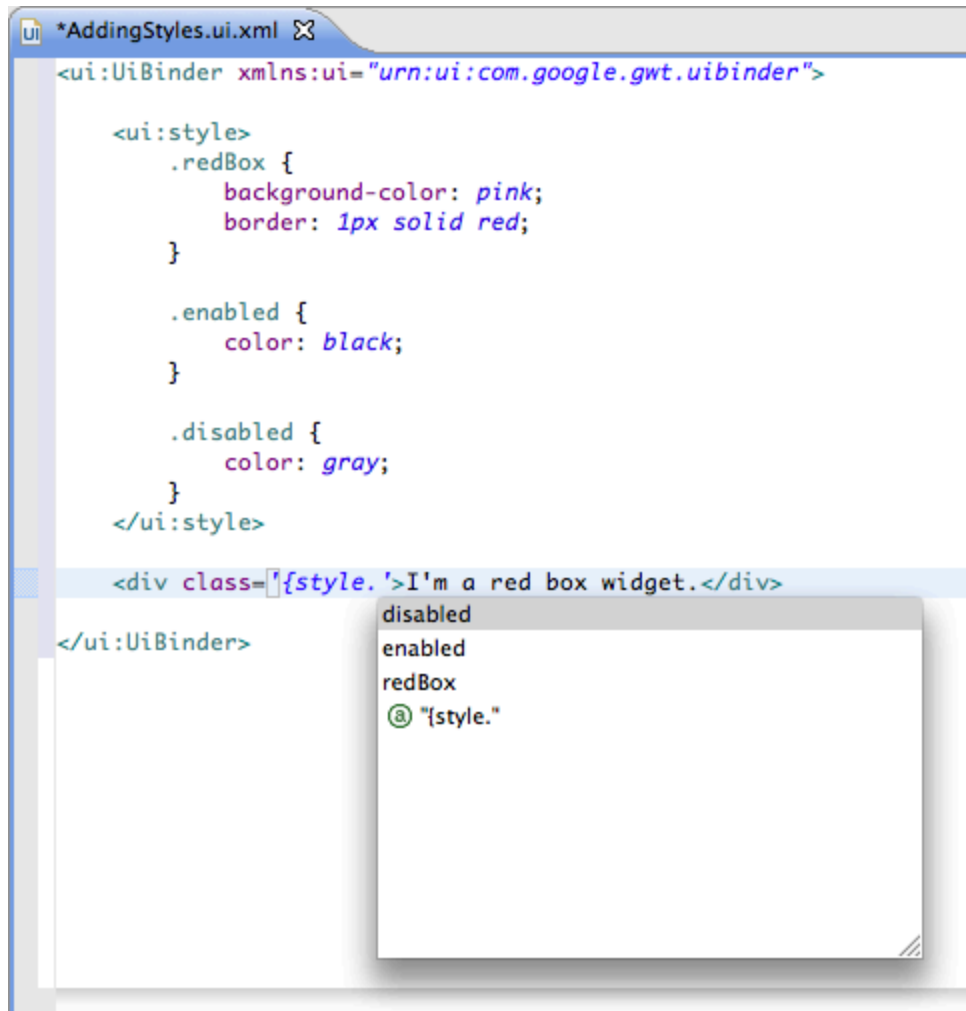 UI *AddingStyles.ui.xml
<ui:UiBinder xmlns:ui="urn:ui:com.google.gwt.uibinder">
<ui:style>
.redBox {
background-color: pink;
border: 1px solid red;
}
.enabled {
color: black;
}
.disabled {
color: gray;
}
</ui:style>
<div class='{style.'>I'm a red box widget.</div>
disabled
</ui:UiBinder>
enabled
redBox
@ "{style."